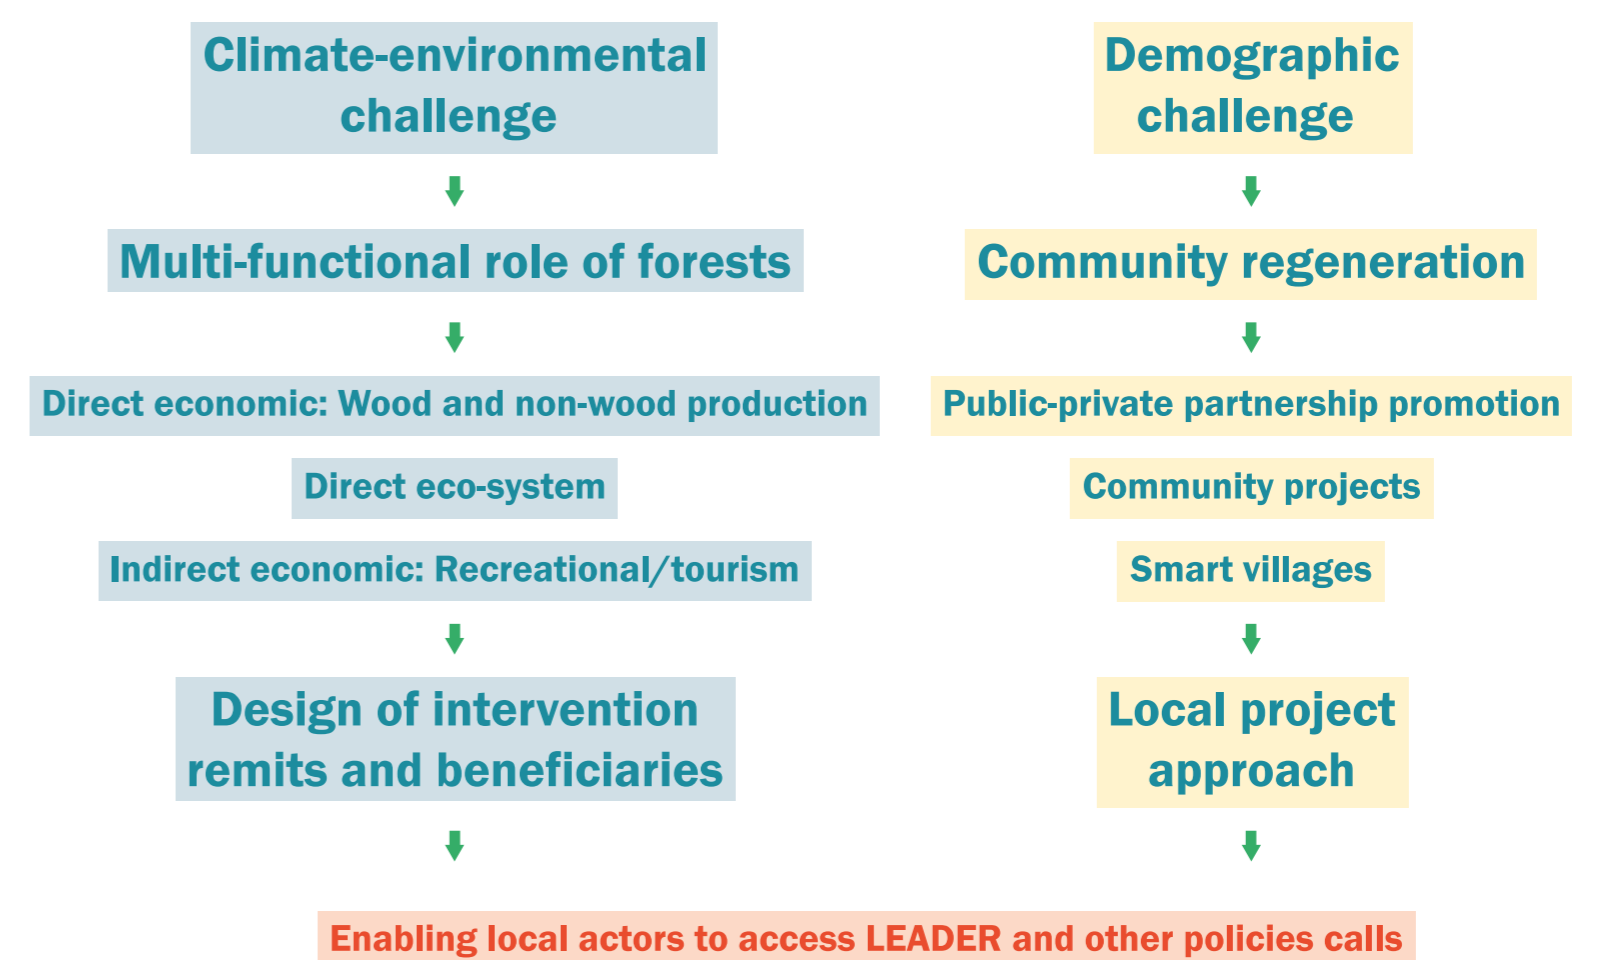 Climate-environmental
challenge
Multi-functional role of forests
Direct economic: Wood and non-wood production
Direct eco-system
Indirect economic: Recreational/tourism
Design of intervention
remits and beneficiaries
Demographic
challenge
Community regeneration
Public-private partnership promotion
Community projects
Smart villages
Local project
approach
Enabling local actors to access LEADER and other policies calls